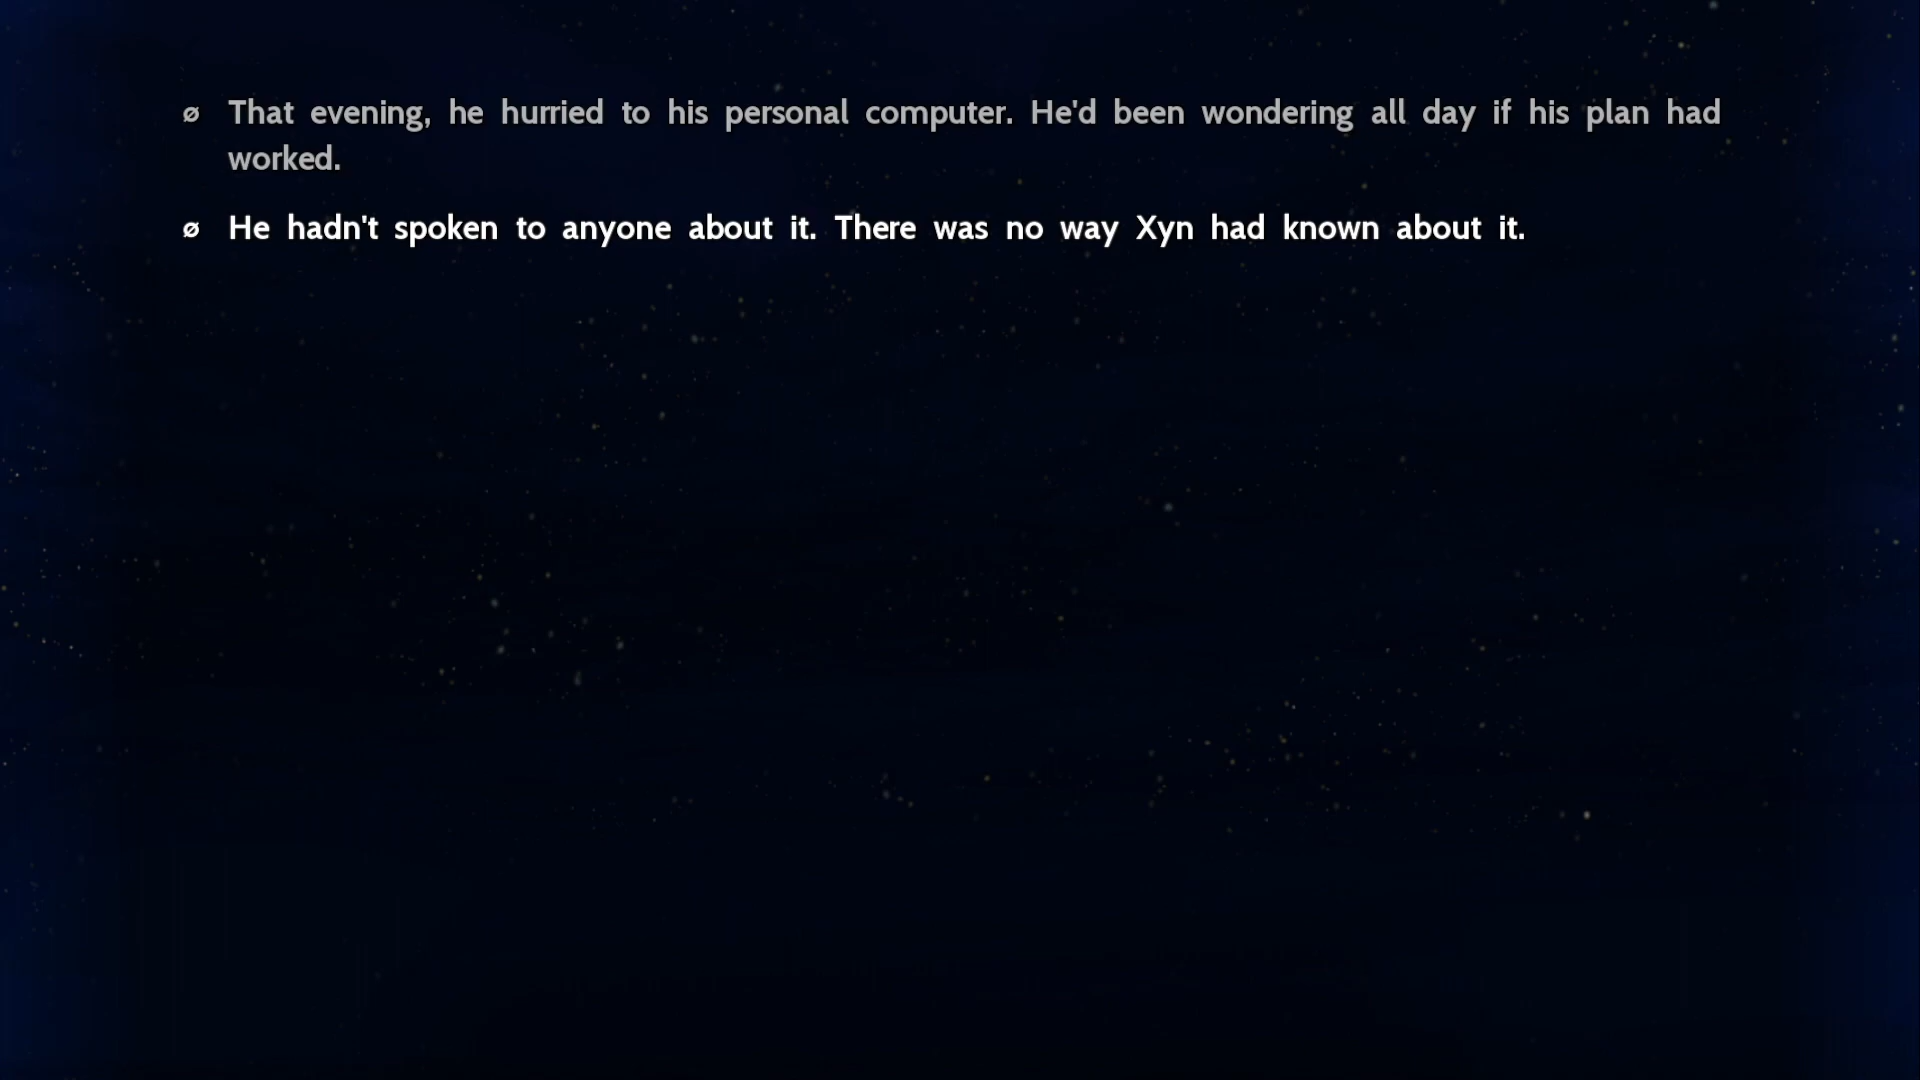 ø That evening, he hurried to his personal computer. He'd been wondering all day if his plan had
worked.
ø He hadn't spoken to anyone about it. There was no way Xyn had known about it.